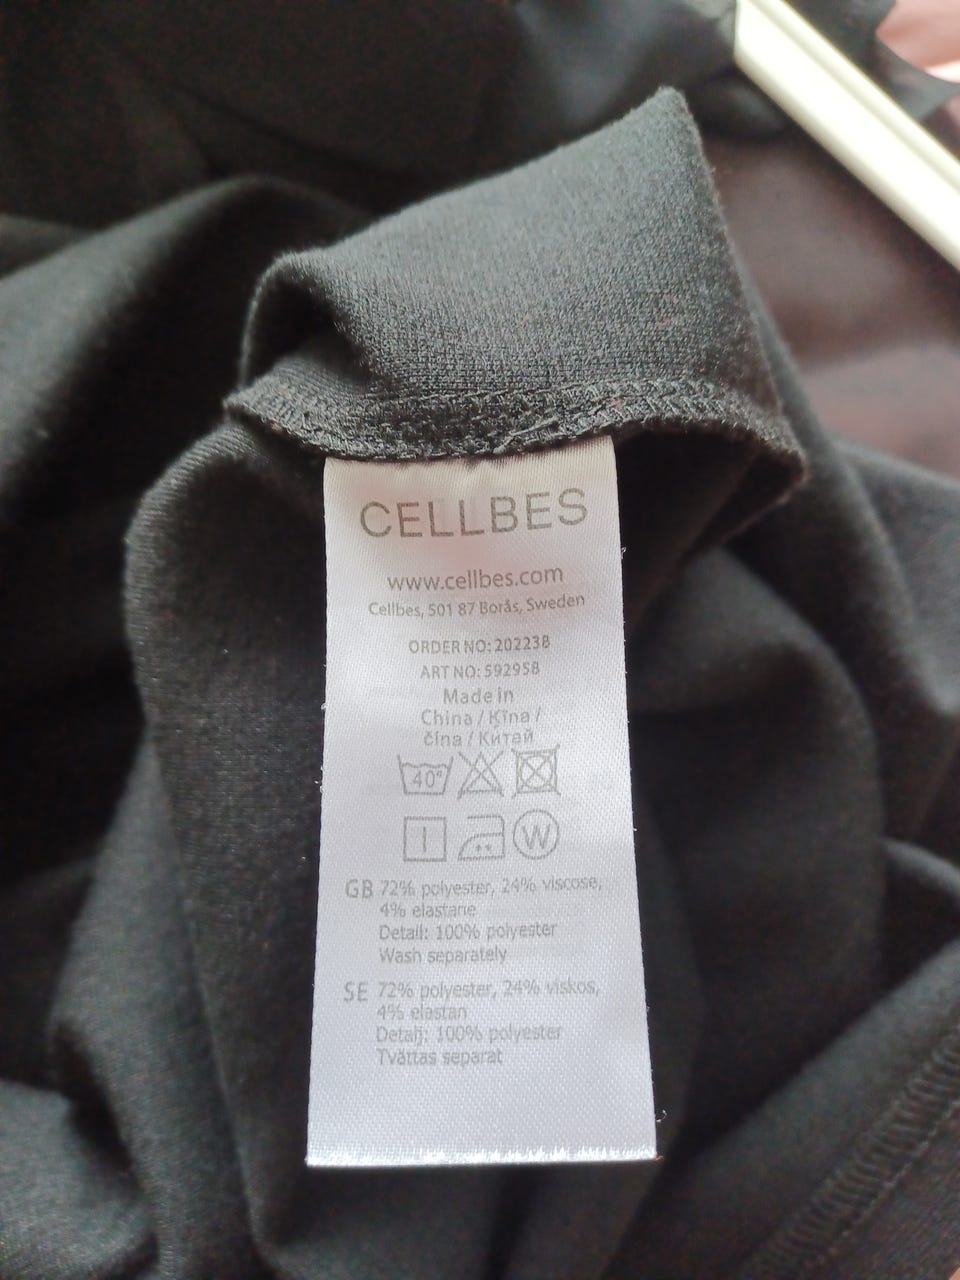 CELLBES
www.cellbes.com
Cellbes, 501 87 Borås, Sweden
ORDER NO: 202238
ART NO: 592958
Made in
China / Ķīna /
čína / Китай
40°
I
W
GB 72% polyester, 24% viscose,
4% elastane
Detail: 100% polyester
Wash separately
SE 72% polyester, 24% viskos,
4% elastan
Detalj: 100% polyester
Tvättas separat